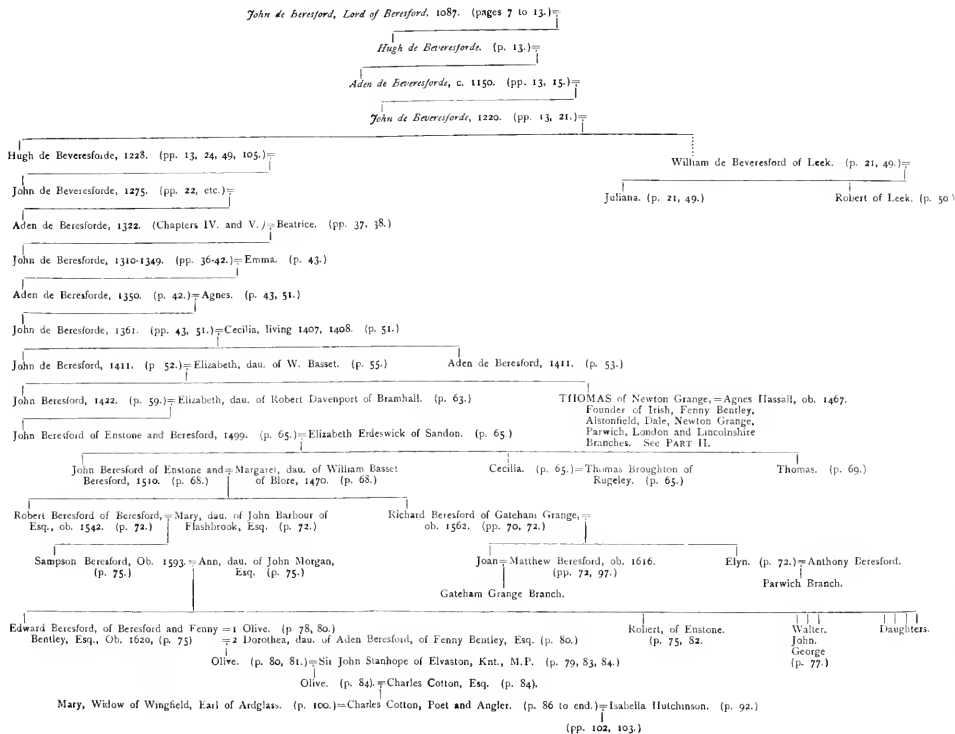 John de Beresford, Lord of Beresford. 1087. (pages 7 to 13.)=
Hugh de Beveresforde. (p. 13.)=
Aden de Beveresforde, c. 1150. (pp. 13, 15.)=
John de Beveresforde, 1220. (pp. 13, 21.)=
Hugh de Beveresforde, 1228. (pp. 13, 24, 49, 105.)=
William de Beveresford of Leek. (p. 21, 49.)=
John de Beveresforde, 1275. (pp. 22, etc.)=
Juliana. (p. 21, 49.)
Robert of Leek. (p. 50)
Aden de Beresforde, 1322. (Chapters IV. and V.)=Beatrice. (pp. 37, 38.)
John de Beresforde, 1310-1349. (pp. 36-42.)=Emma. (p. 43.)
Aden de Beresforde, 1350. (p. 42.)=Agnes. (p. 43, 51.)
John de Beresforde, 1361. (pp. 43, 51.)=Cecilia, living 1407, 1408. (p. 51.)
John de Beresford, 1411. (p 52.)=Elizabeth, dau. of W. Basset. (p. 55.)
Aden de Beresford, 1411. (p. 53.)
John Beresford, 1422. (p. 59.)=Elizabeth, dau. of Robert Davenport of Bramhall. (p. 63.)
THOMAS of Newton Grange,=Agnes Hassall, ob. 1467.
Founder of Irish, Fenny Bentley,
Alstonfield, Dale, Newton Grange,
Parwich, London and Lincolnshire
Branches. See PART II.
John Beresford of Enstone and Beresford, 1499. (p. 65.)=Elizabeth Erdeswick of Sandon. (p. 65.)
John Beresford of Enstone and=Margaret, dau. of William Basset
Beresford, 1510. (p. 68.) of Blore, 1470. (p. 68.)
Cecilia. (p. 65.)=Thomas Broughton of
Rugeley. (p. 65.)
Thomas. (p. 69.)
Robert Beresford of Beresford,=Mary, dau. of John Barbour of
Esq., ob. 1542. (p. 72.) Flashbrook, Esq. (p. 72.)
Richard Beresford of Gateham Grange,=
ob. 1562. (pp. 70, 72.)
Sampson Beresford, Ob. 1593.=Ann, dau. of John Morgan,
(p. 75.) Esq. (p. 75.)
Joan=Matthew Beresford, ob. 1616.
(pp. 72, 97.)
Gateham Grange Branch.
Elyn. (p. 72.)=Anthony Beresford.
Parwich Branch.
Edward Beresford, of Beresford and Fenny=1 Olive. (p 78, 80.)
Bentley, Esq., Ob. 1620, (p. 75) =2 Dorothea, dau. of Aden Beresford, of Fenny Bentley, Esq. (p. 80.)
Robert, of Enstone.
(p. 75, 82.
Walter.
John.
George
(p. 77.)
Daughters.
Olive. (p. 80, 81.)=Sir John Stanhope of Elvaston, Knt., M.P. (p. 79, 83, 84.)
Olive. (p. 84).=Charles Cotton, Esq. (p. 84).
Mary, Widow of Wingfield, Earl of Ardglass. (p. 100.)=Charles Cotton, Poet and Angler. (p. 86 to end.)=Isabella Hutchinson. (p. 92.)
(pp. 102, 103.)